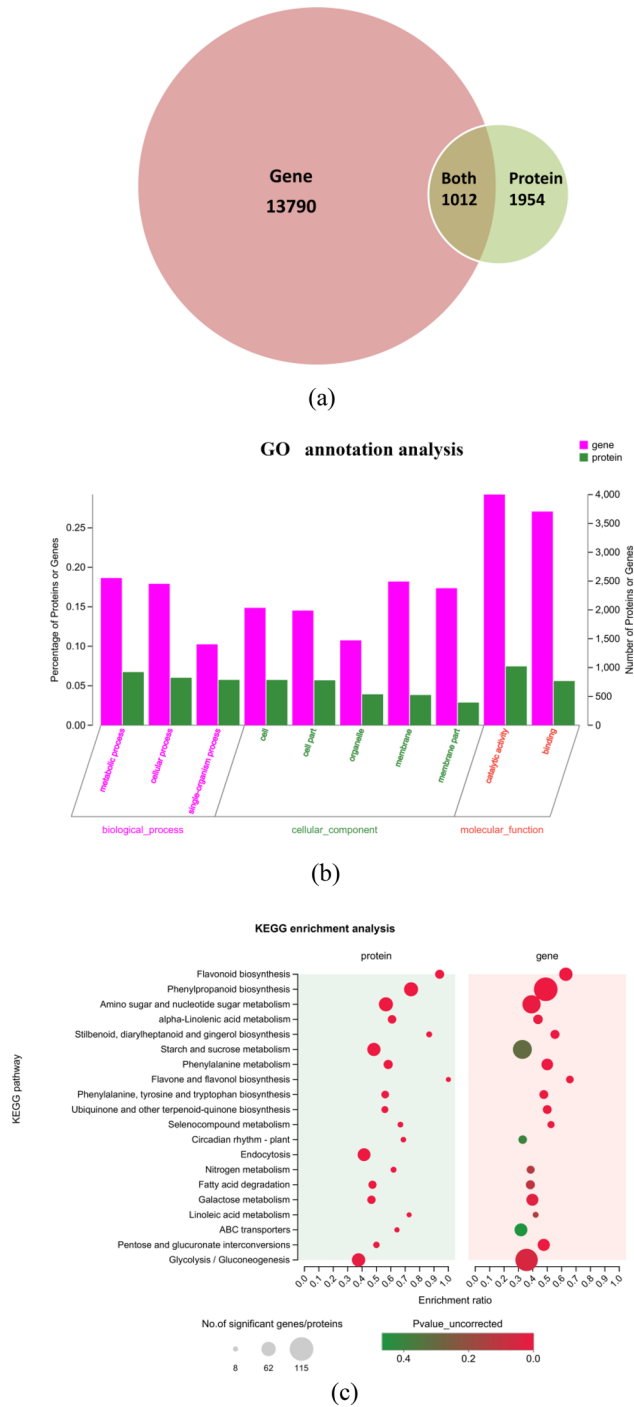 Gene
13790
Both
1012
Protein
1954
(a)
GO annotation analysis
gene
protein
Percentage of Proteins or Genes
0.25
0.20
0.15
0.10
0.05
0.00
4,000
3,500
3,000
2,500
2,000
1,500
1,000
500
0
Number of Proteins or Genes
metabolic process
cellular process
single-organism process
cell
cell part
organelle
membrane
membrane part
catalytic activity
binding
biological_process
cellular_component
molecular_function
(b)
KEGG enrichment analysis
protein
gene
KEGG pathway
Flavonoid biosynthesis
Phenylpropanoid biosynthesis
Amino sugar and nucleotide sugar metabolism
alpha-Linolenic acid metabolism
Stilbenoid, diarylheptanoid and gingerol biosynthesis
Starch and sucrose metabolism
Phenylalanine metabolism
Flavone and flavonol biosynthesis
Phenylalanine, tyrosine and tryptophan biosynthesis
Ubiquinone and other terpenoid-quinone biosynthesis
Selenocompound metabolism
Circadian rhythm - plant
Endocytosis
Nitrogen metabolism
Fatty acid degradation
Galactose metabolism
Linoleic acid metabolism
ABC transporters
Pentose and glucuronate interconversions
Glycolysis / Gluconeogenesis
0.0 0.1 0.2 0.3 0.4 0.5 0.6 0.7 0.8 0.9 1.0
0.0 0.1 0.2 0.3 0.4 0.5 0.6 0.7 0.8 0.9 1.0
Enrichment ratio
No.of significant genes/proteins
8 62 115
Pvalue_uncorrected
0.4 0.2 0.0
(c)